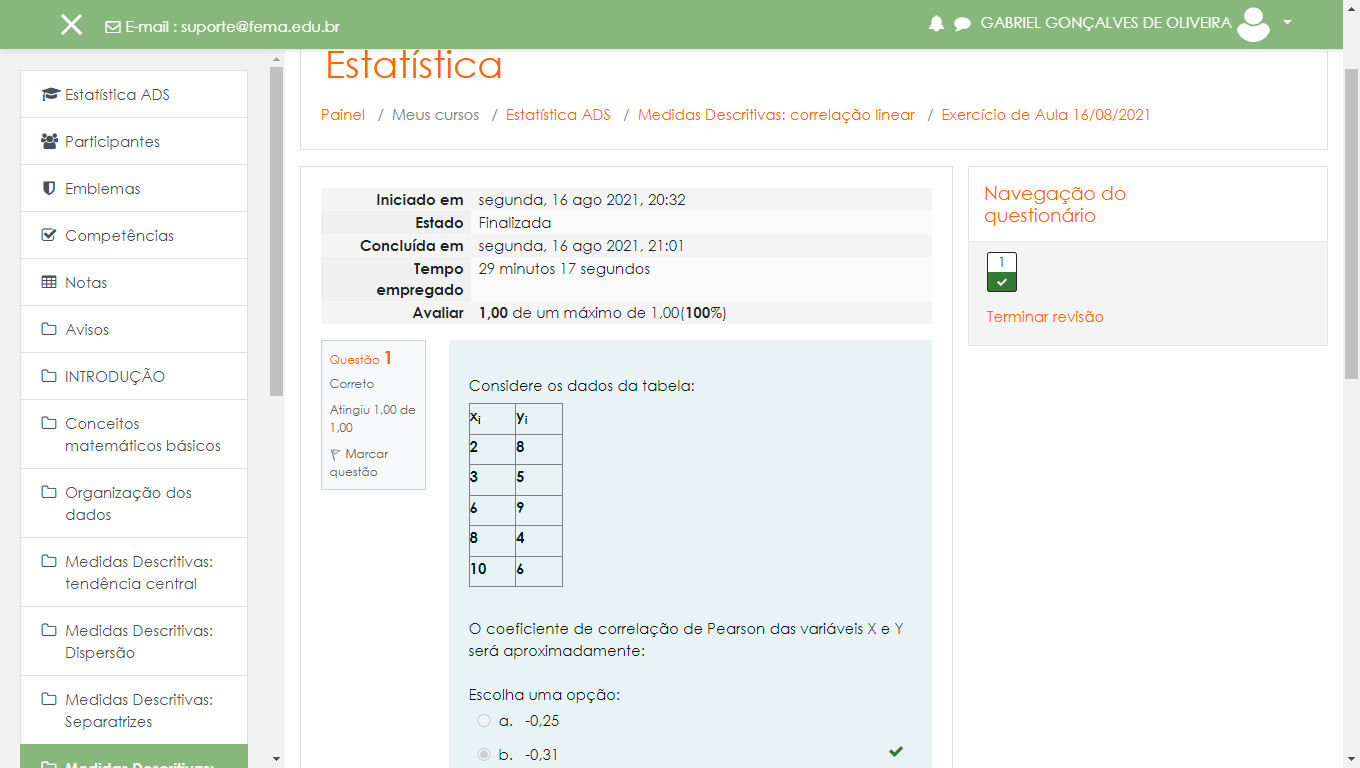 E-mail : suporte@fema.edu.br
GABRIEL GONÇALVES DE OLIVEIRA
Estatística ADS
Participantes
Emblemas
Competências
Notas
Avisos
INTRODUÇÃO
Conceitos
matemáticos básicos
Organização dos
dados
Medidas Descritivas:
tendência central
Medidas Descritivas:
Dispersão
Medidas Descritivas:
Separatrizes
Medidas Descritivas:
Estatística
Painel / Meus cursos / Estatística ADS / Medidas Descritivas: correlação linear / Exercício de Aula 16/08/2021
Iniciado em segunda, 16 ago 2021, 20:32
Estado Finalizada
Concluída em segunda, 16 ago 2021, 21:01
Tempo 29 minutos 17 segundos
empregado
Avaliar 1,00 de um máximo de 1,00(100%)
Questão 1
Correto
Atingiu 1,00 de
1,00
Marcar
questão
Considere os dados da tabela:
xi yi
2 8
3 5
6 9
8 4
10 6
O coeficiente de correlação de Pearson das variáveis X e Y
será aproximadamente:
Escolha uma opção:
a. -0,25
b. -0,31
Navegação do
questionário
1
Terminar revisão